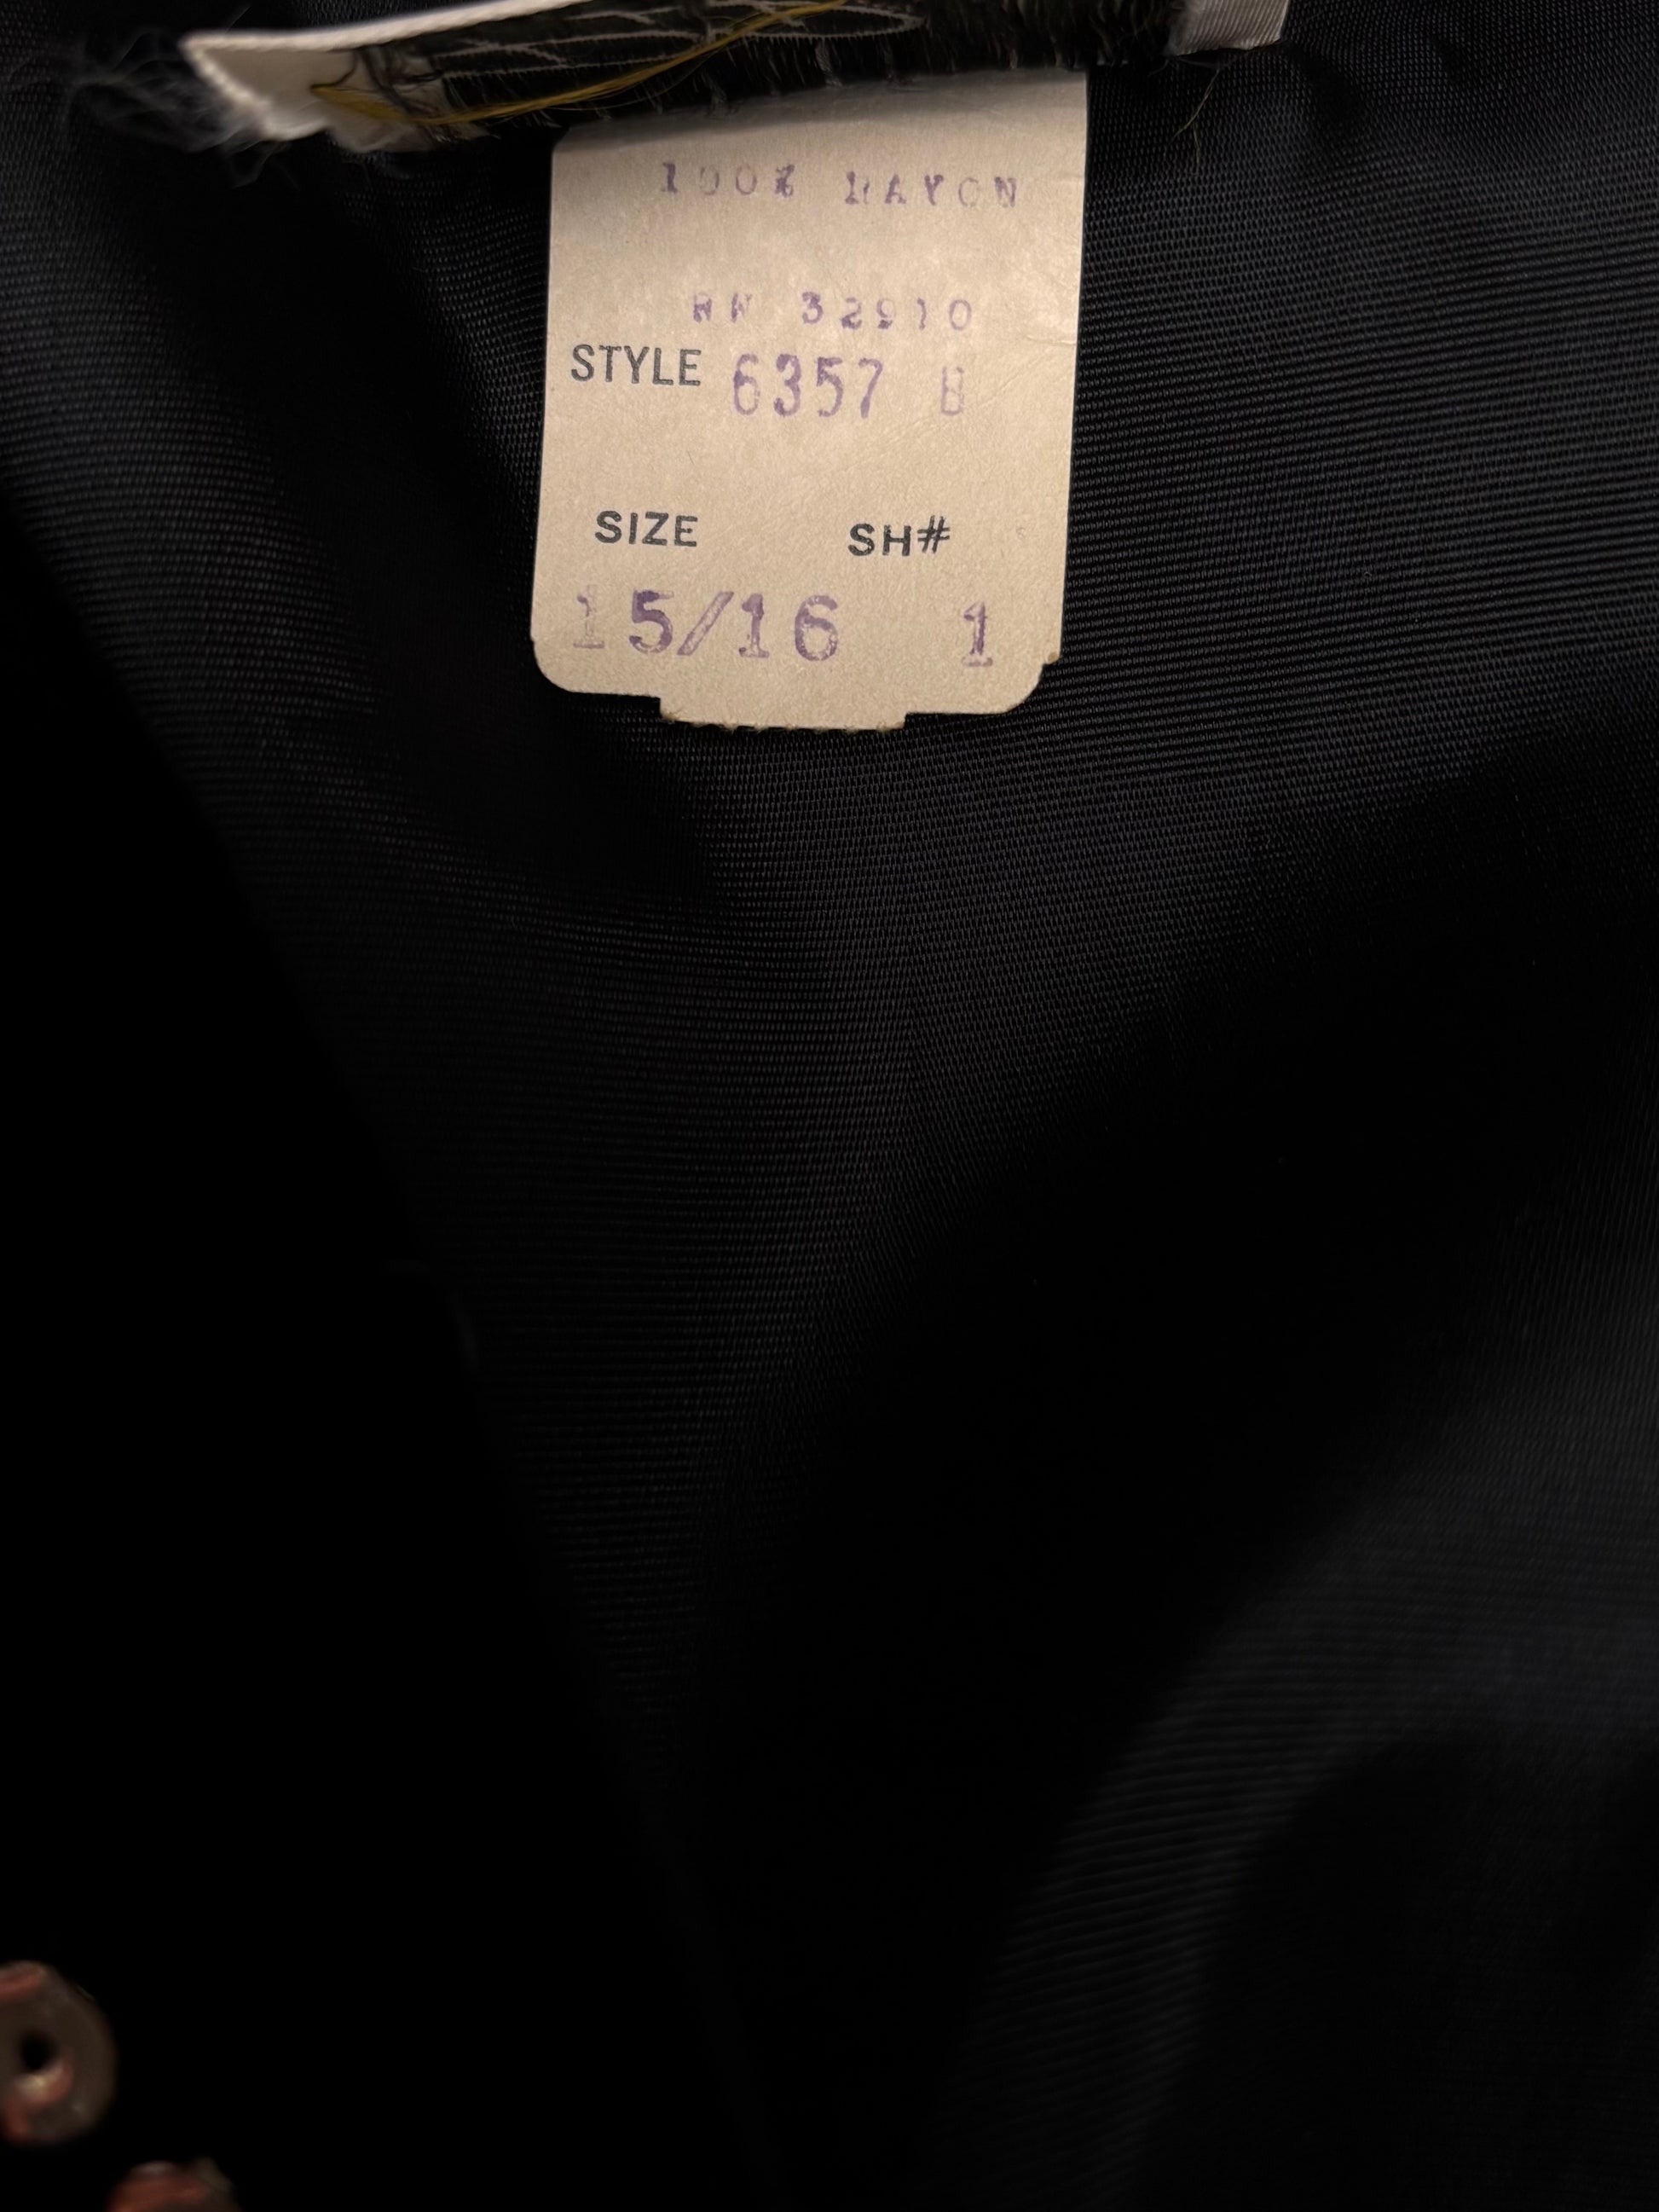 100% RAYON
RN 32910
STYLE 6357 B
SIZE SH#
15/16 1